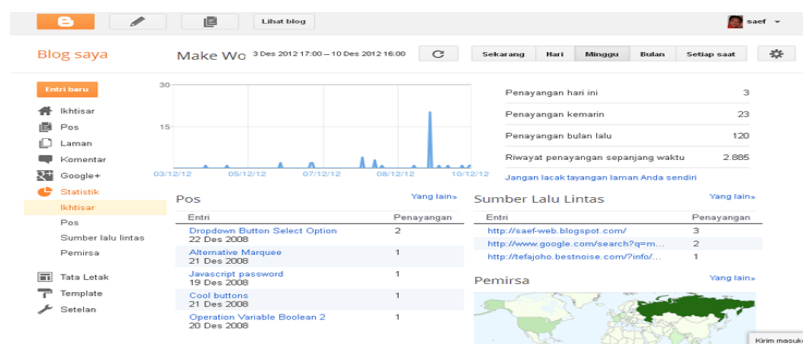 Lihat blog
saef
Blog saya
Make Wo
3 Des 2012 17:00 – 10 Des 2012 16:00
Sekarang Hari Minggu Bulan Setiap saat
Entri baru
Ikhtisar
Pos
Laman
Komentar
Google+
Statistik
Ikhtisar
Pos
Sumber lalu lintas
Pemirsa
Tata Letak
Template
Setelan
30
15
03/12/12 05/12/12 07/12/12 08/12/12 10/12/12
Penayangan hari ini 3
Penayangan kemarin 23
Penayangan bulan lalu 120
Riwayat penayangan sepanjang waktu 2.885
Jangan lacak tayangan laman Anda sendiri
Pos Yang lain»
Entri Penayangan
Dropdown Button Select Option 2
22 Des 2008
Alternative Marquee 1
21 Des 2008
Javascript password 1
19 Des 2008
Cool buttons 1
21 Des 2008
Operation Variable Boolean 2 1
20 Des 2008
Sumber Lalu Lintas Yang lain»
Entri Penayangan
http://saef-web.blogspot.com/ 3
http://www.google.com/search?q=m... 2
http://tefajoho.bestnoise.com/?info/... 1
Pemirsa Yang lain»
Kirim masuk